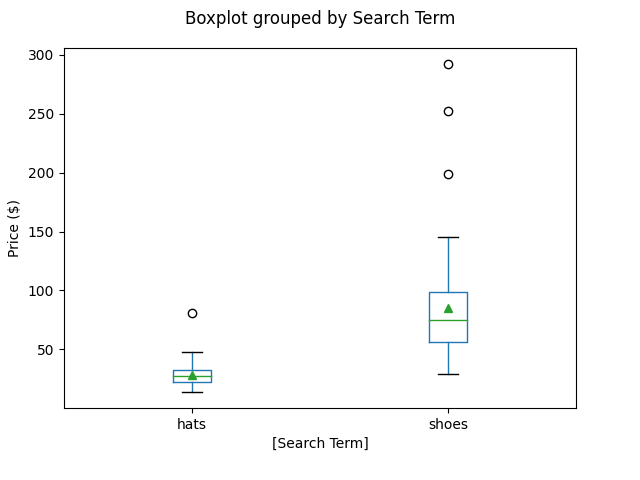 Boxplot grouped by Search Term
300
250
200
150
100
50
Price ($)
hats
shoes
[Search Term]